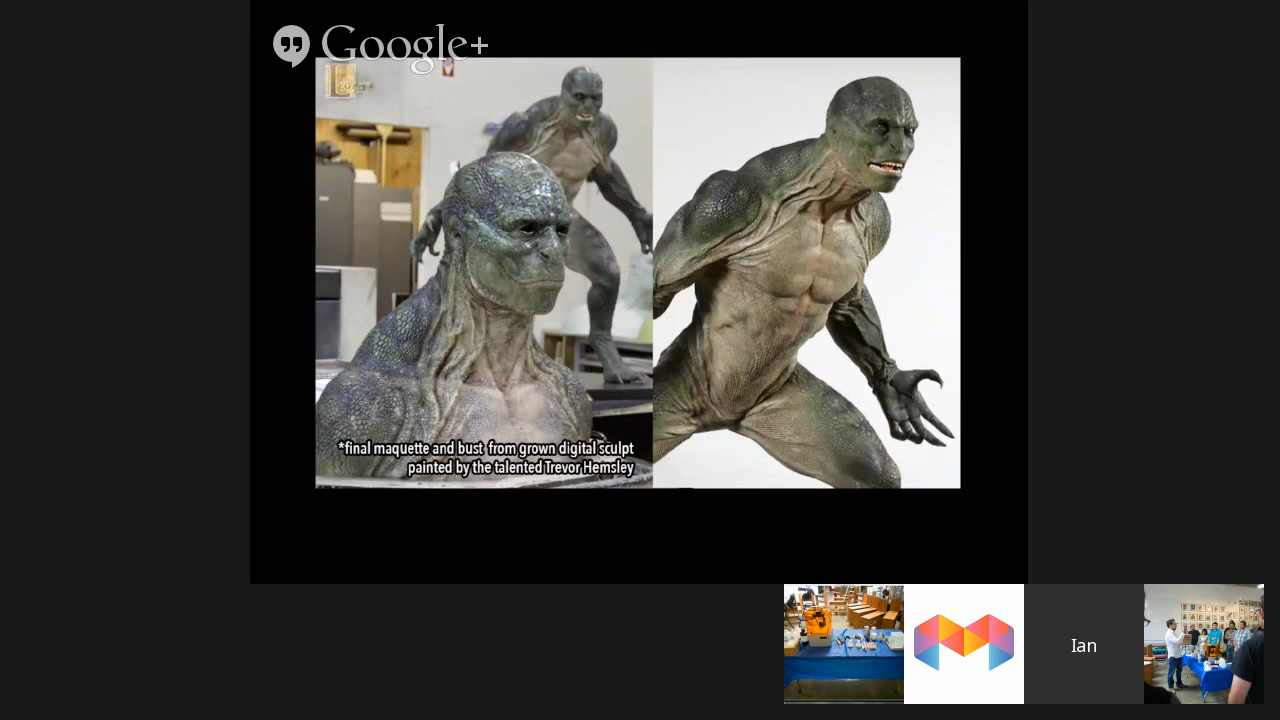 Google+
*final maquette and bust from grown digital sculpt
painted by the talented Trevor Hemsley
Ian